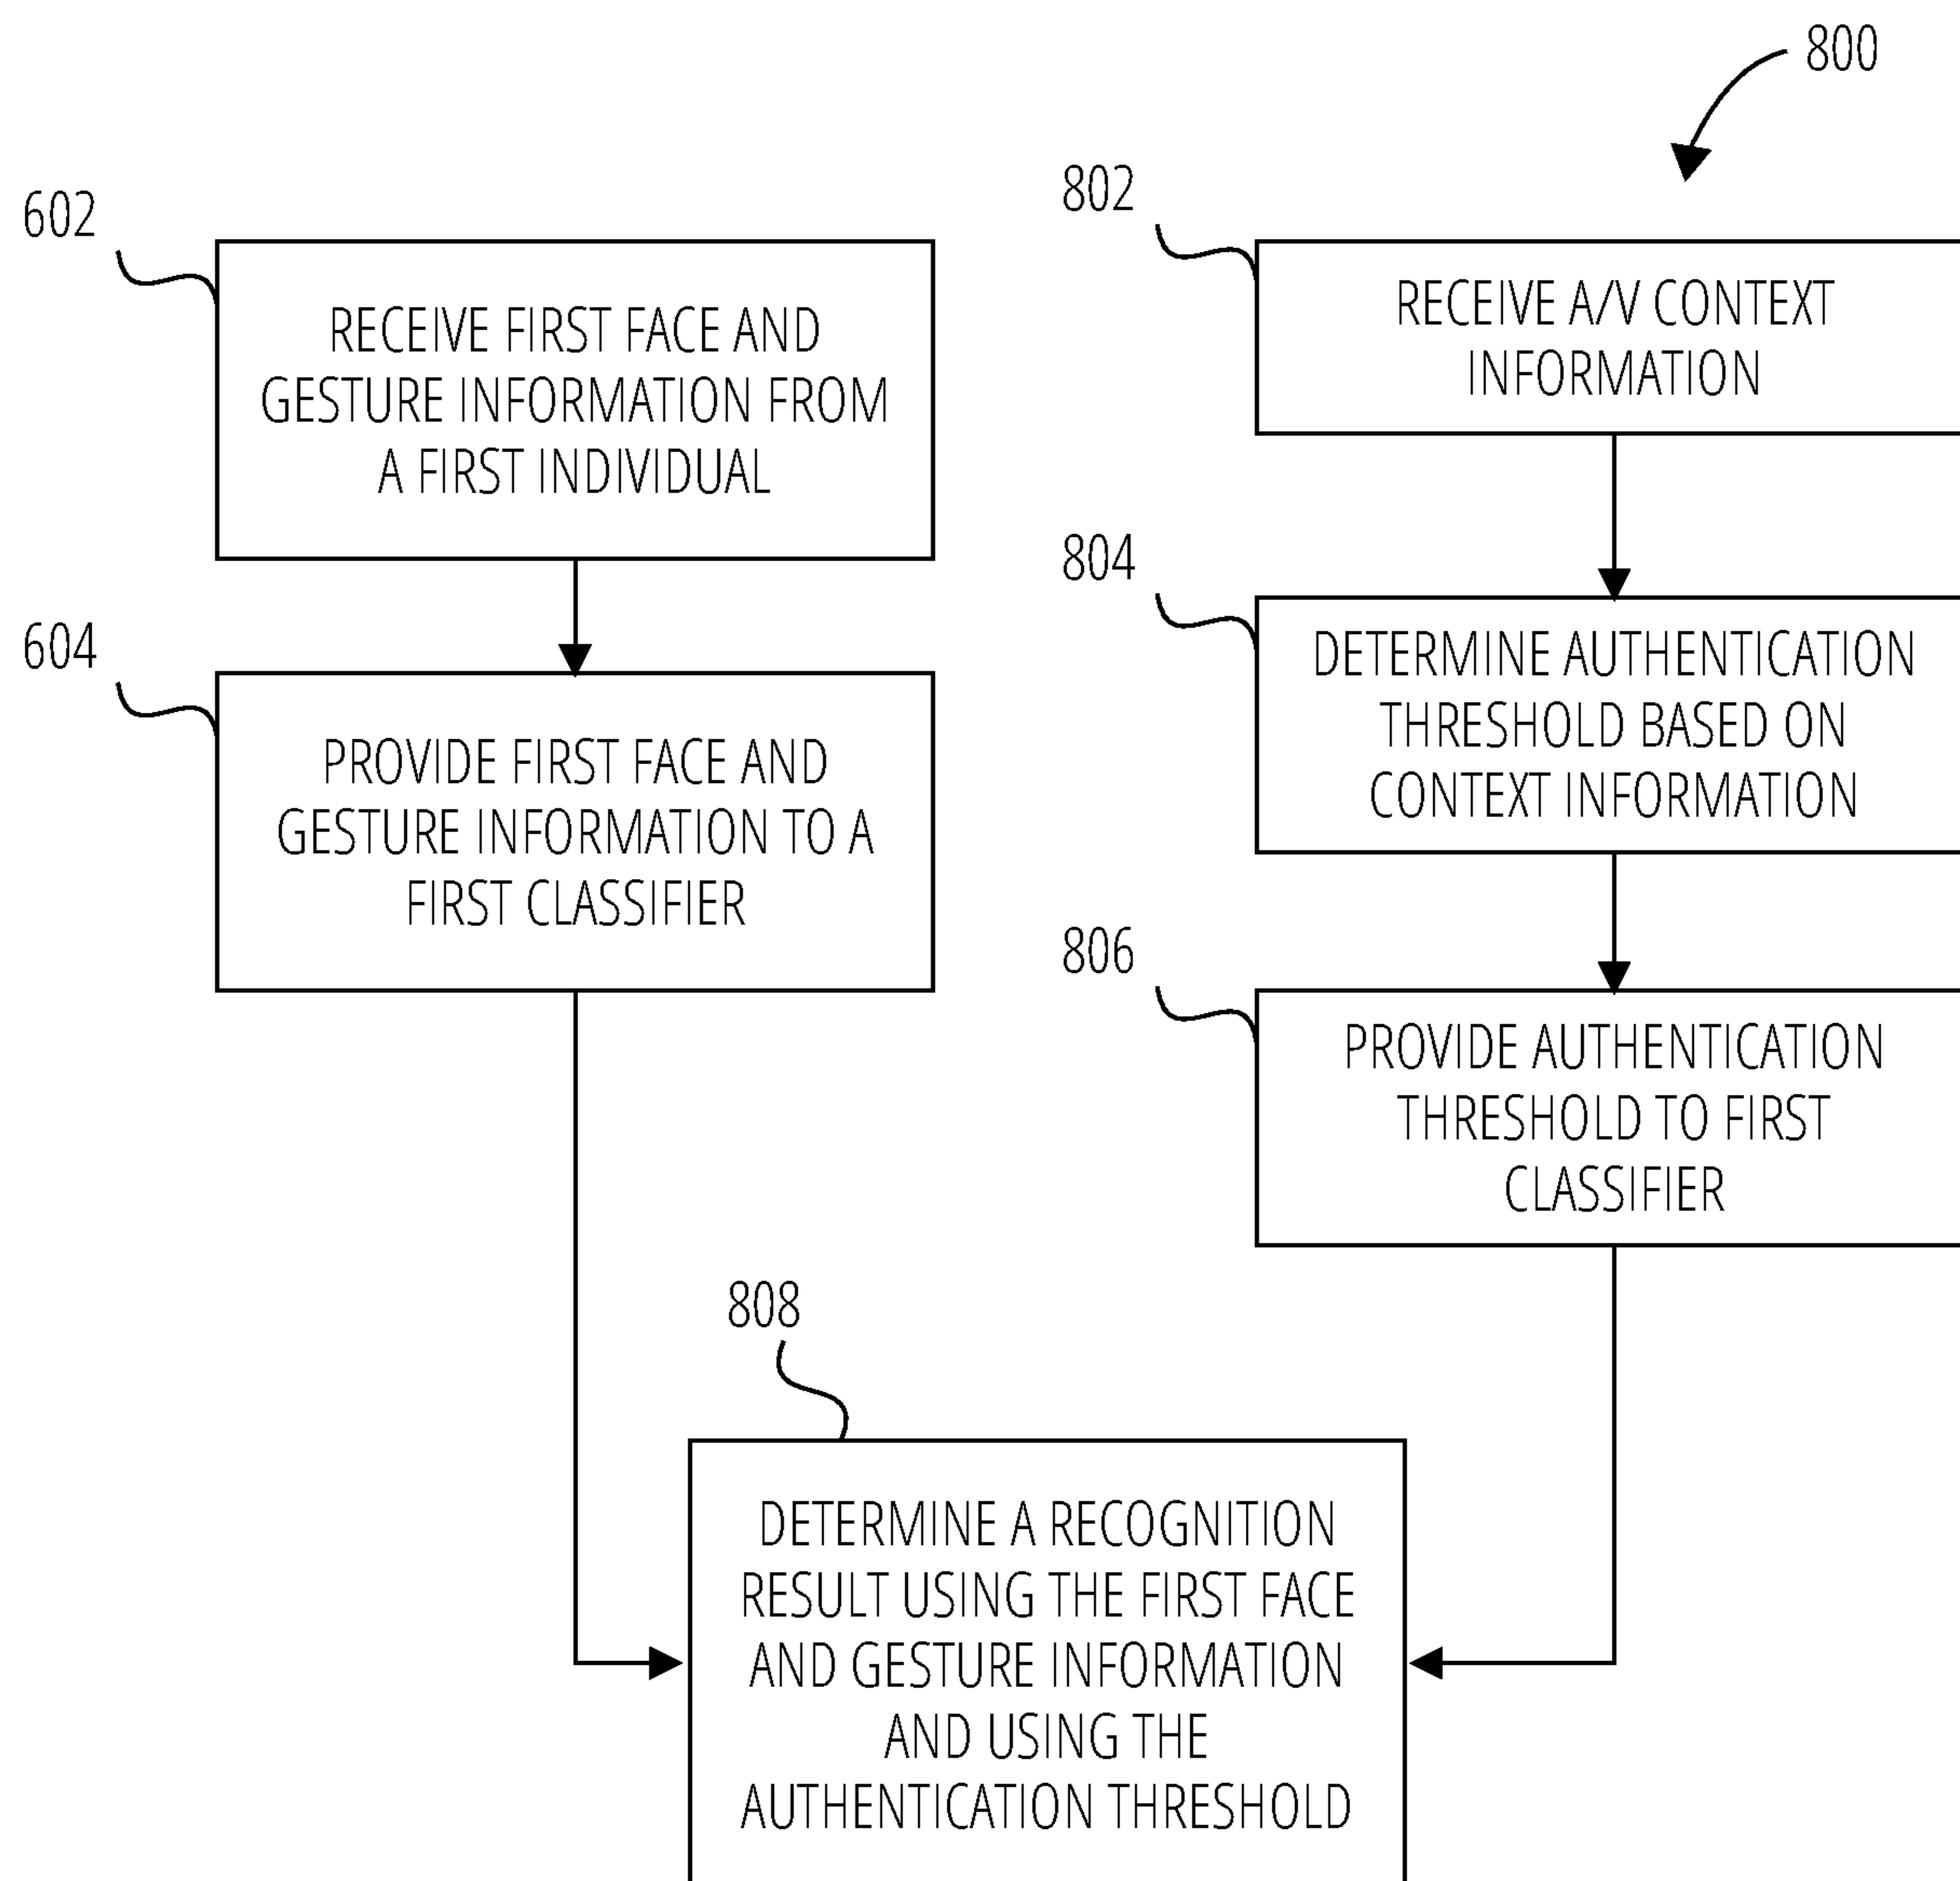 800
602
RECEIVE FIRST FACE AND
GESTURE INFORMATION FROM
A FIRST INDIVIDUAL
604
PROVIDE FIRST FACE AND
GESTURE INFORMATION TO A
FIRST CLASSIFIER
802
RECEIVE A/V CONTEXT
INFORMATION
804
DETERMINE AUTHENTICATION
THRESHOLD BASED ON
CONTEXT INFORMATION
806
PROVIDE AUTHENTICATION
THRESHOLD TO FIRST
CLASSIFIER
808
DETERMINE A RECOGNITION
RESULT USING THE FIRST FACE
AND GESTURE INFORMATION
AND USING THE
AUTHENTICATION THRESHOLD